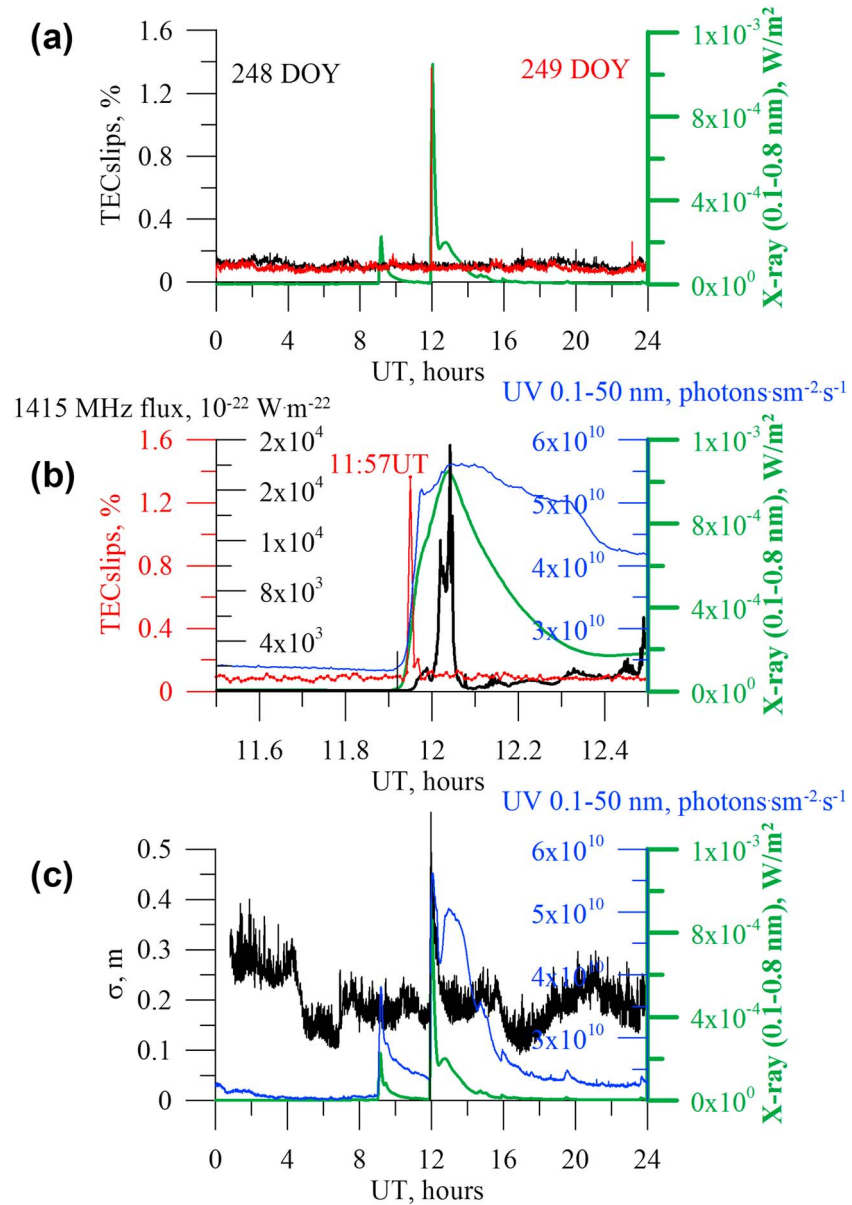 (a)
1.6
1.2
0.8
0.4
0
TECslips, %
248 DOY
249 DOY
1x10⁻³
8x10⁻⁴
4x10⁻⁴
0x10⁰
X-ray (0.1-0.8 nm), W/m²
0 4 8 12 16 20 24
UT, hours
UV 0.1-50 nm, photons·sm⁻²·s⁻¹
1415 MHz flux, 10⁻²² W·m⁻²²
(b)
1.6
1.2
0.8
0.4
0
TECslips, %
2x10⁴
2x10⁴
1x10⁴
8x10³
4x10³
11:57UT
6x10¹⁰
5x10¹⁰
4x10¹⁰
3x10¹⁰
1x10⁻³
8x10⁻⁴
4x10⁻⁴
0x10⁰
X-ray (0.1-0.8 nm), W/m²
11.6 11.8 12 12.2 12.4
UT, hours
UV 0.1-50 nm, photons·sm⁻²·s⁻¹
(c)
0.5
0.4
0.3
0.2
0.1
0
σ, m
6x10¹⁰
5x10¹⁰
4x10¹⁰
3x10¹⁰
1x10⁻³
8x10⁻⁴
4x10⁻⁴
0x10⁰
X-ray (0.1-0.8 nm), W/m²
0 4 8 12 16 20 24
UT, hours